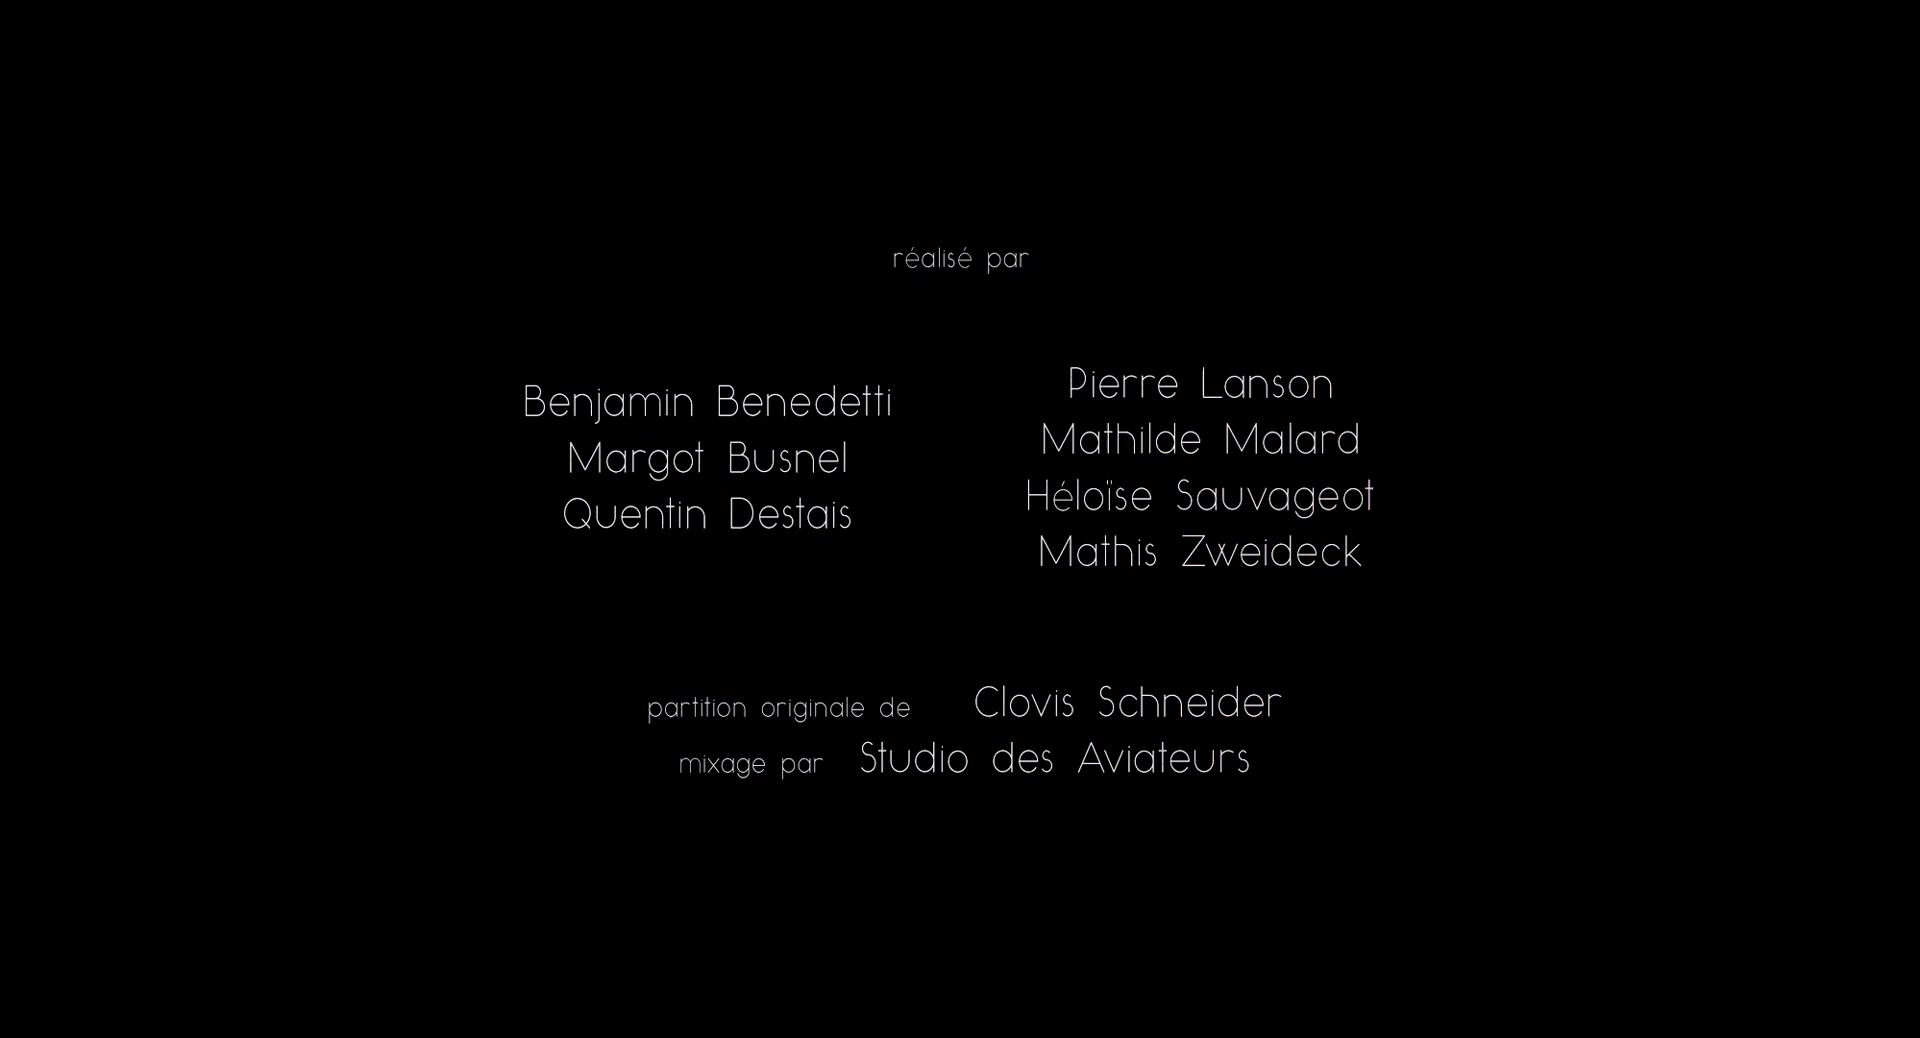 réalisé par
Benjamin Benedetti
Margot Busnel
Quentin Destais
Pierre Lanson
Mathilde Malard
Héloïse Sauvageot
Mathis Zweideck
partition originale de Clovis Schneider
mixage par Studio des Aviateurs